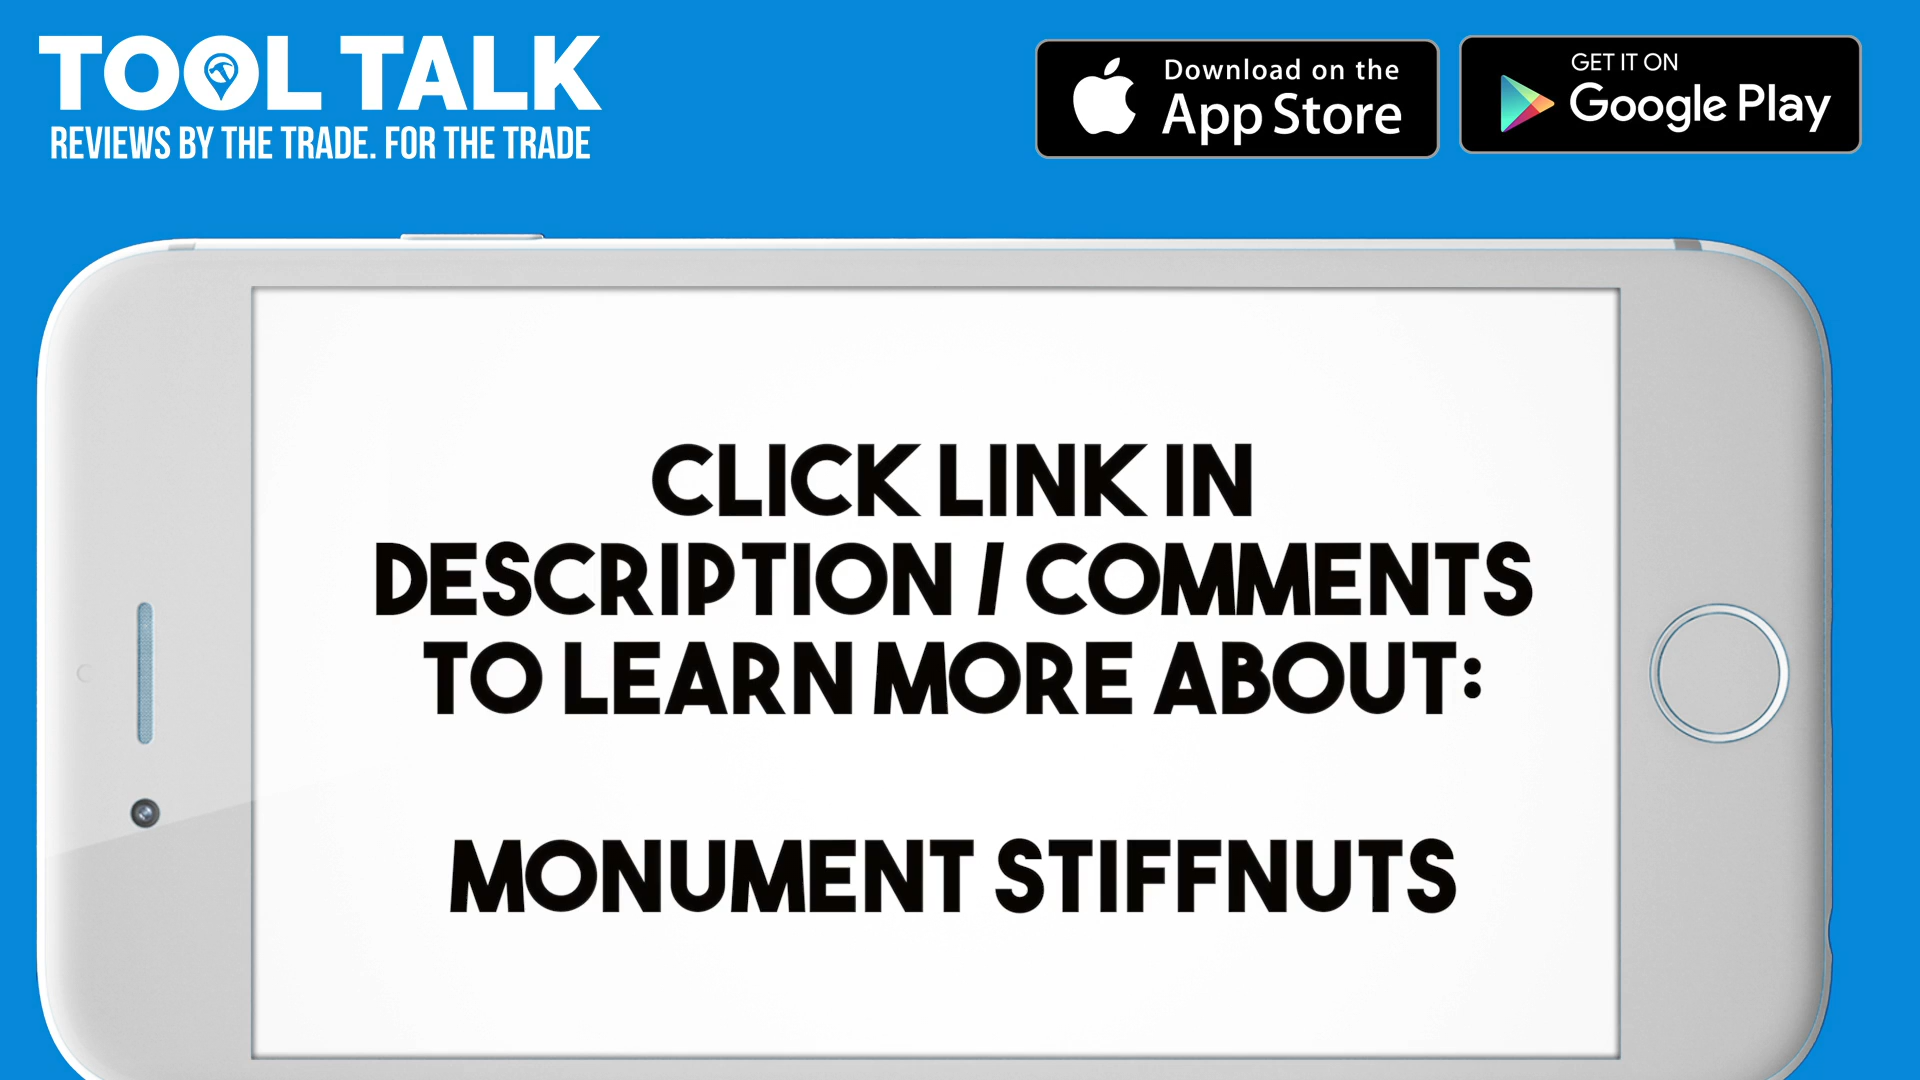 TOOL TALK
REVIEWS BY THE TRADE. FOR THE TRADE
Download on the
App Store
GET IT ON
Google Play
CLICK LINK IN
DESCRIPTION / COMMENTS
TO LEARN MORE ABOUT:
MONUMENT STIFFNUTS